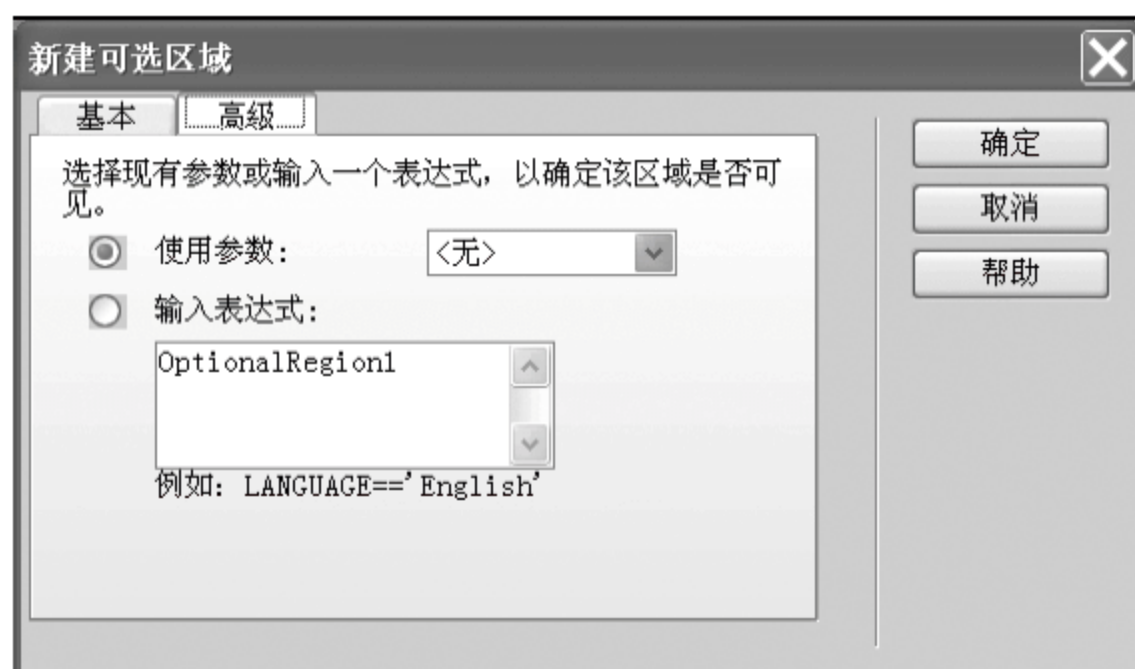 新建可选区域
基本
高级
选择现有参数或输入一个表达式，以确定该区域是否可
见。
使用参数:
<无>
输入表达式:
OptionalRegion1
例如: LANGUAGE=='English'
确定
取消
帮助